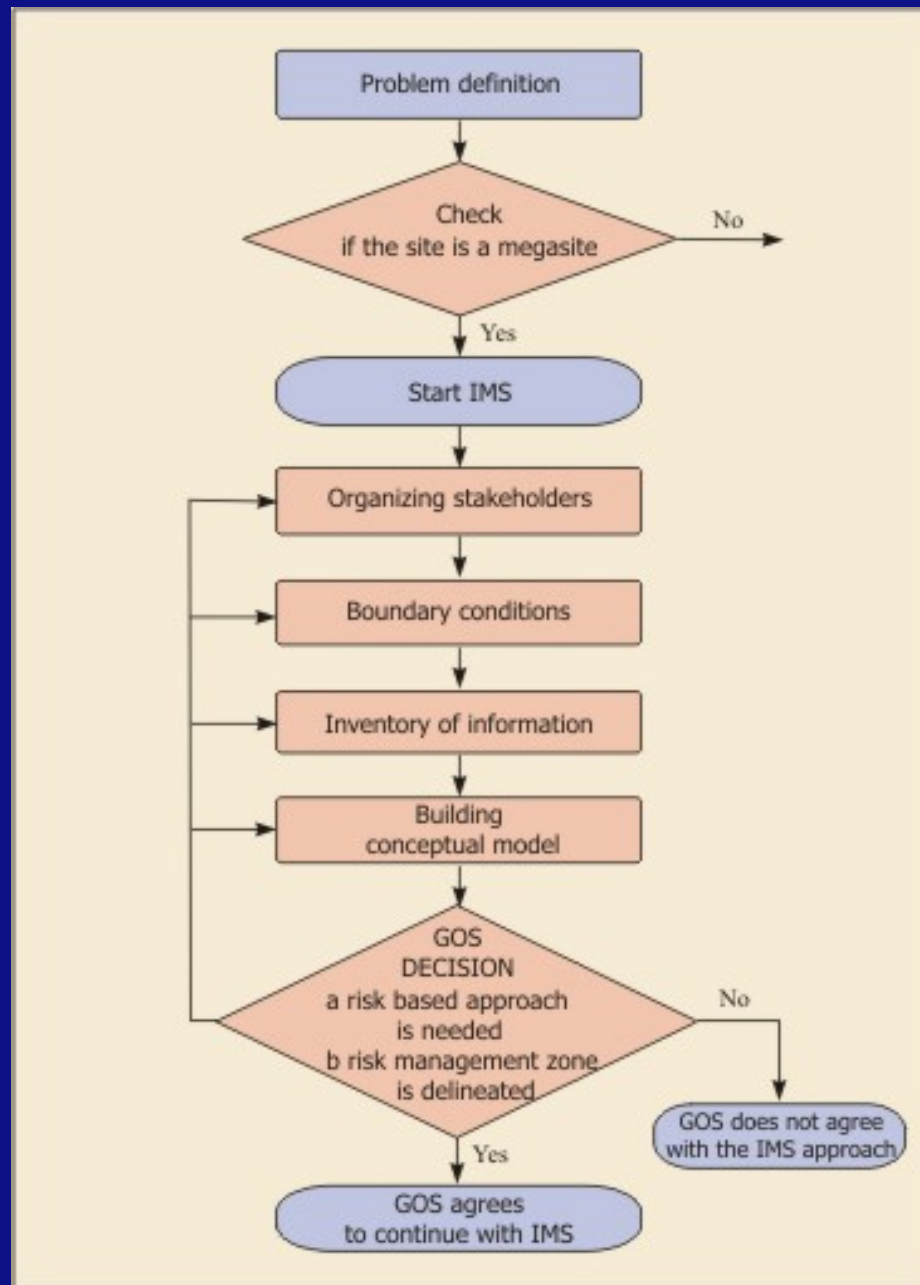 Problem definition
Check
if the site is a megasite
No
Yes
Start IMS
Organizing stakeholders
Boundary conditions
Inventory of information
Building
conceptual model
GOS
DECISION
a risk based approach
is needed
b risk management zone
is delineated
No
GOS does not agree
with the IMS approach
Yes
GOS agrees
to continue with IMS